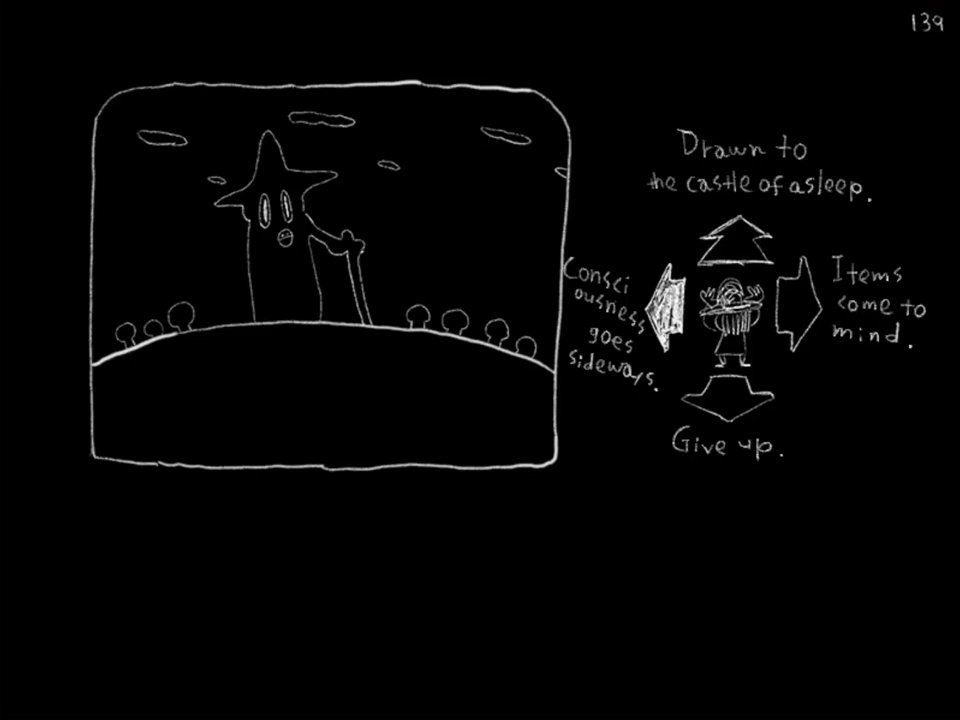 139
Drawn to
the castle of asleep.
Consci
ousness
goes
sideways.
Items
come to
mind.
Give up.